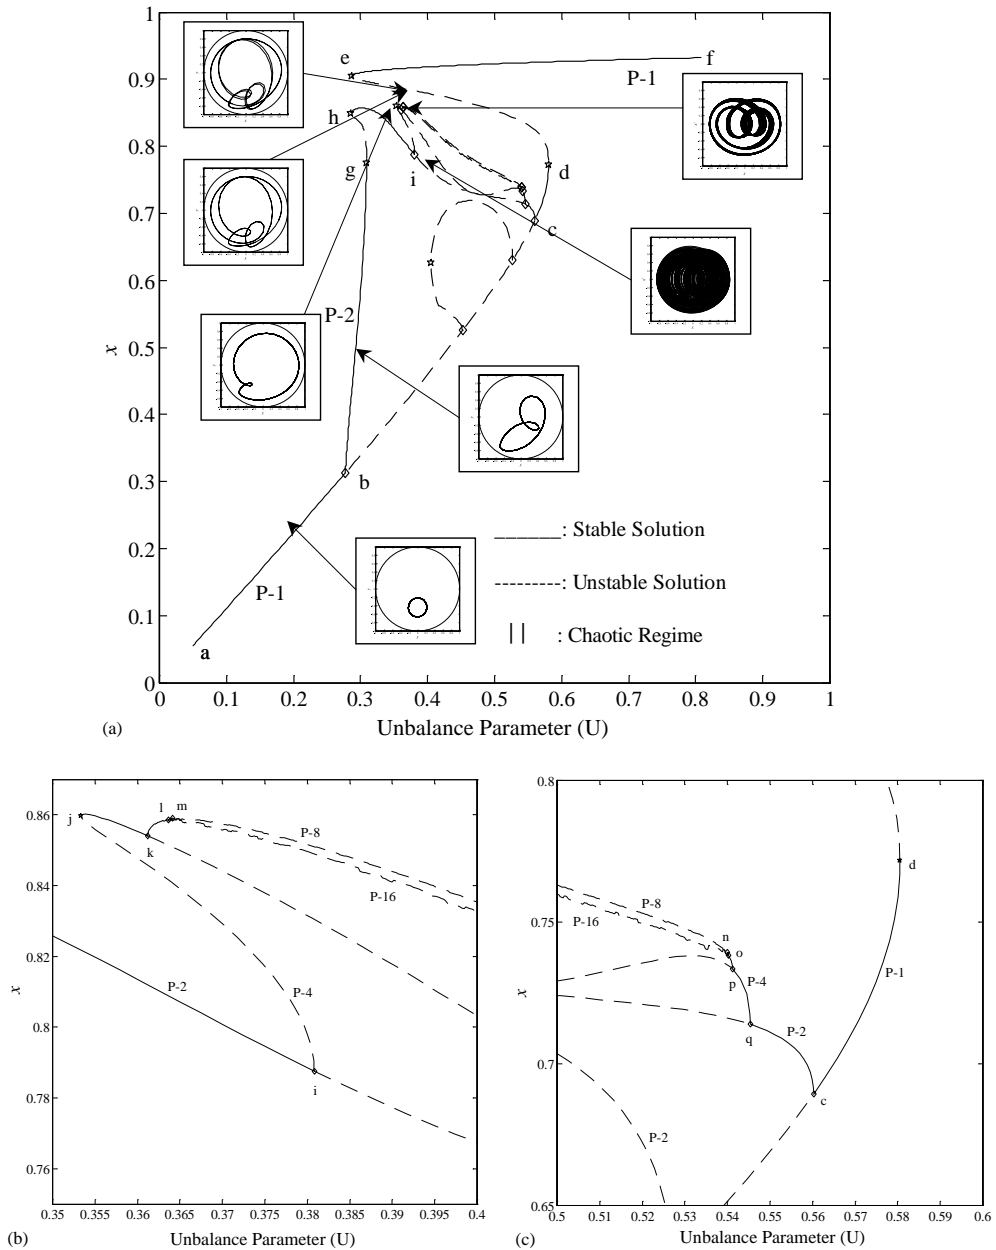 1
0.9
0.8
0.7
0.6
0.5
0.4
0.3
0.2
0.1
0
x
e
f
P-1
h
g
i
d
c
P-2
b
P-1
a
______: Stable Solution
---------: Unstable Solution
| | : Chaotic Regime
0 0.1 0.2 0.3 0.4 0.5 0.6 0.7 0.8 0.9 1
(a) Unbalance Parameter (U)
0.86
0.84
0.82
0.8
0.78
0.76
x
j
l m
k
P-8
P-16
P-2
P-4
i
0.35 0.355 0.36 0.365 0.37 0.375 0.38 0.385 0.39 0.395 0.4
(b) Unbalance Parameter (U)
0.8
0.75
0.7
0.65
x
d
P-8
P-16
n
o
p
P-4
P-1
P-2
q
c
P-2
0.5 0.51 0.52 0.53 0.54 0.55 0.56 0.57 0.58 0.59 0.6
(c) Unbalance Parameter (U)